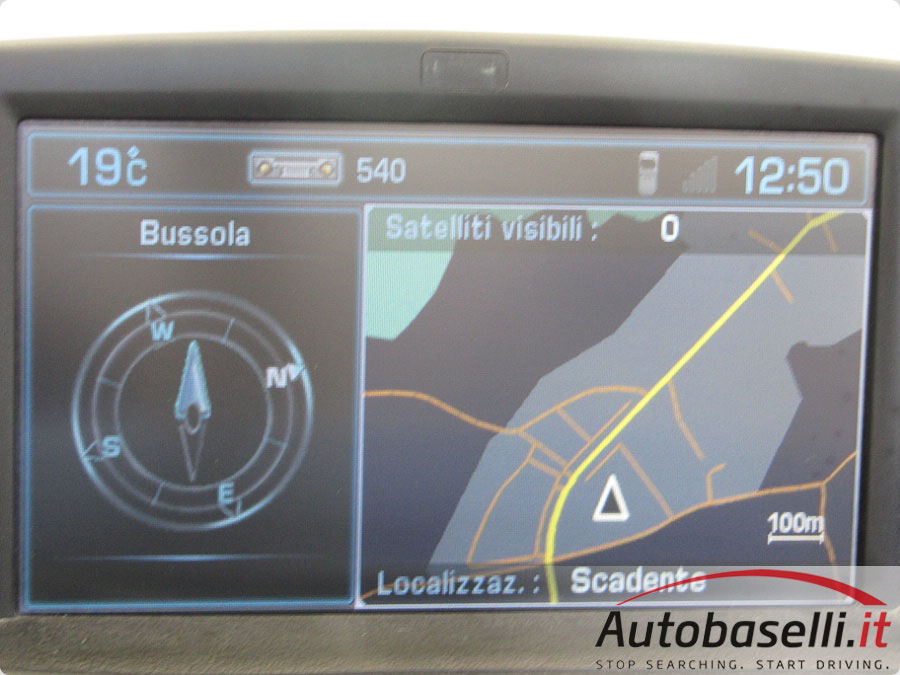 19°C 540 12:50
Bussola
Satelliti visibili : 0
W
N
S
E
100m
Localizzaz. : Scadente
Autobaselli.it
STOP SEARCHING. START DRIVING.